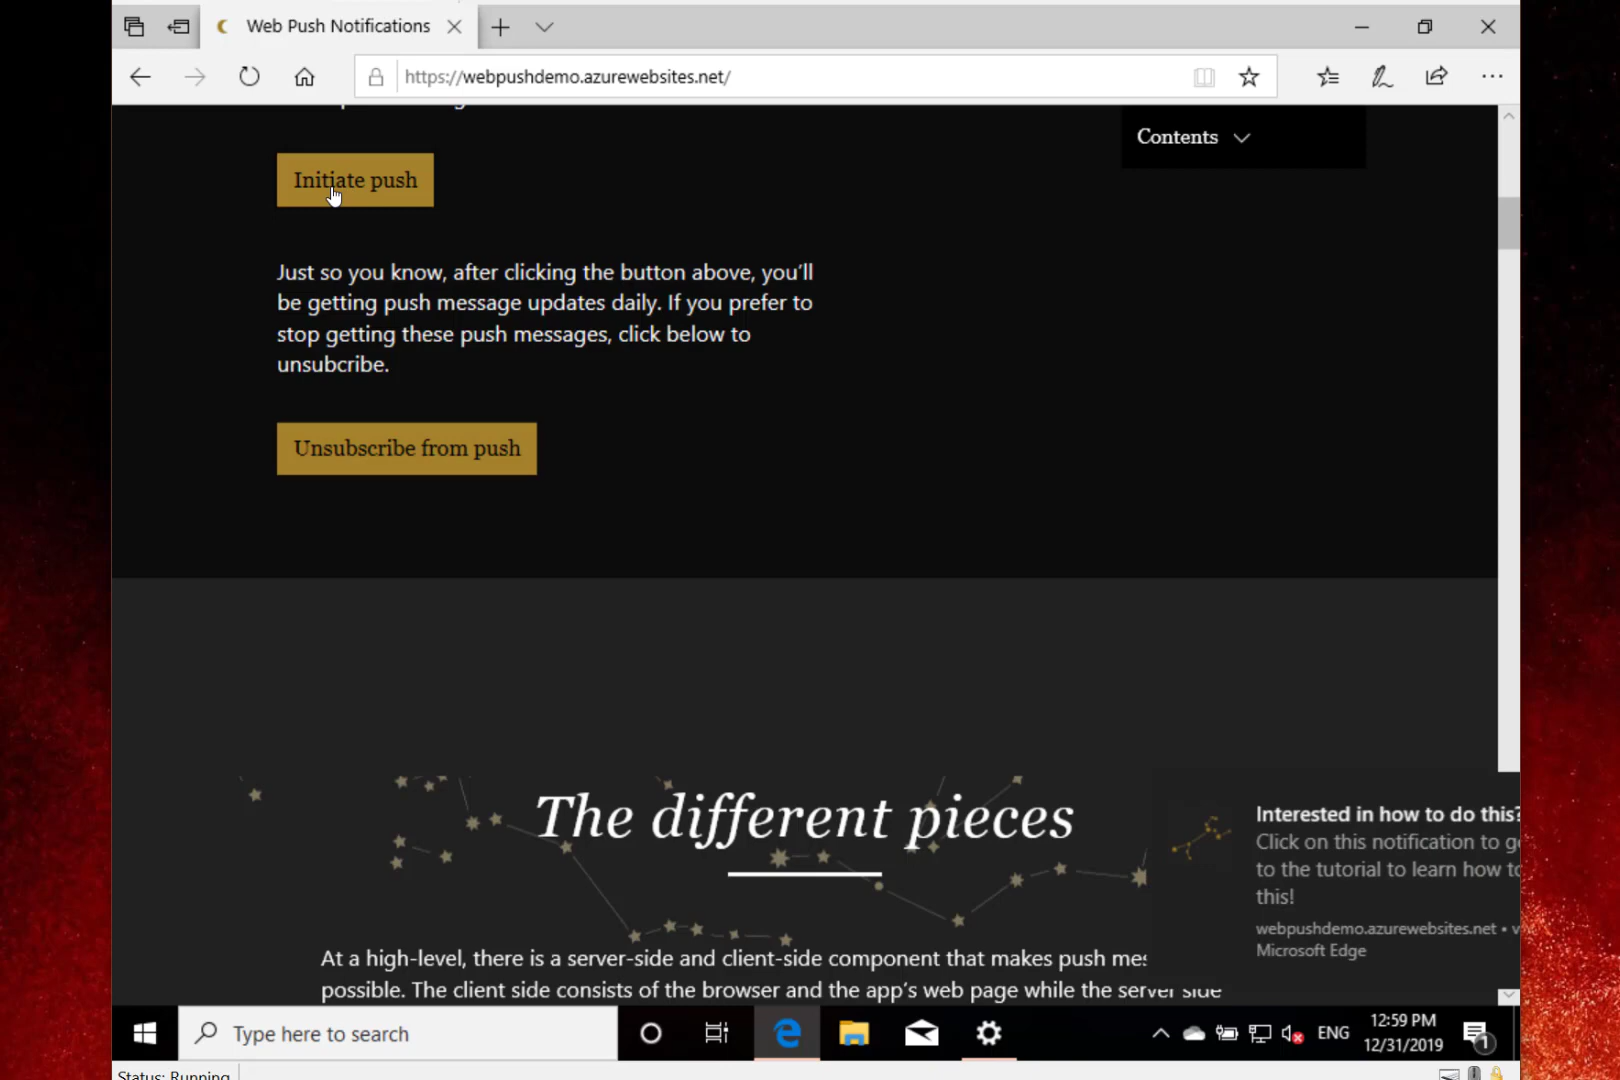 Web Push Notifications
https://webpushdemo.azurewebsites.net/
Contents
Initiate push
Just so you know, after clicking the button above, you'll
be getting push message updates daily. If you prefer to
stop getting these push messages, click below to
unsubcribe.
Unsubscribe from push
The different pieces
Interested in how to do this?
Click on this notification to g
to the tutorial to learn how to
this!
webpushdemo.azurewebsites.net • v
Microsoft Edge
At a high-level, there is a server-side and client-side component that makes push mes
possible. The client side consists of the browser and the app's web page while the server side
Type here to search
ENG
12:59 PM
12/31/2019
1
Status: Running